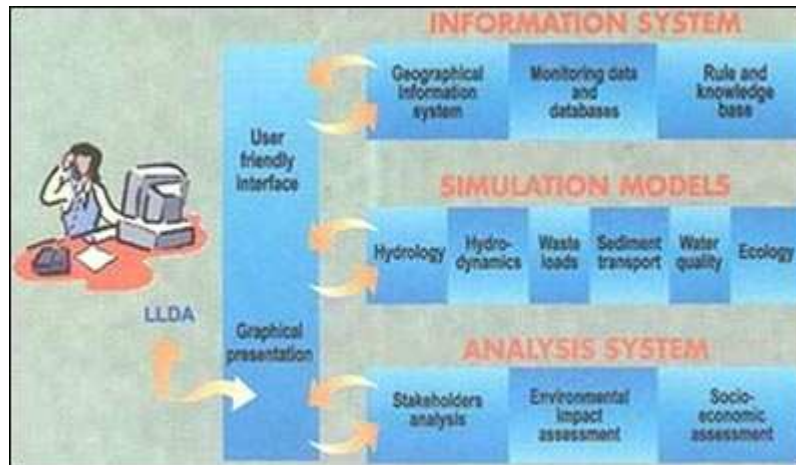 INFORMATION SYSTEM
Geographical
Information
system
Monitoring data
and
databases
Rule and
knowledge
base
User
friendly
interface
SIMULATION MODELS
Hydrology
Hydro-
dynamics
Waste
loads
Sediment
transport
Water
quality
Ecology
LLDA
Graphical
presentation
ANALYSIS SYSTEM
Stakeholders
analysis
Environmental
impact
assessment
Socio-
economic
assessment